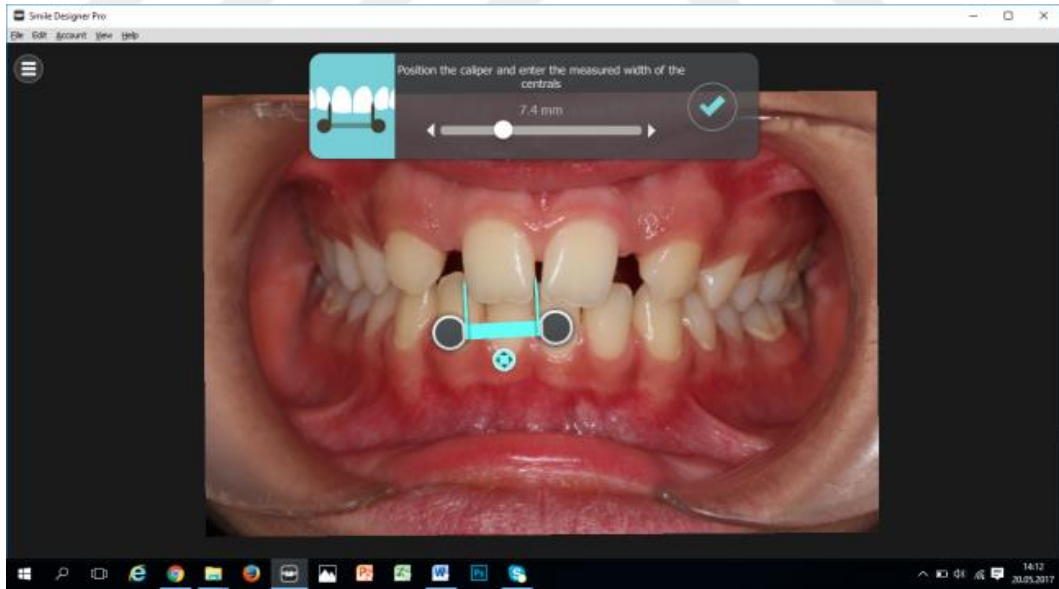 Smile Designer Pro
File Edit Account View Help
Position the caliper and enter the measured width of the
centrals
7.4 mm
14:12
20.05.2017